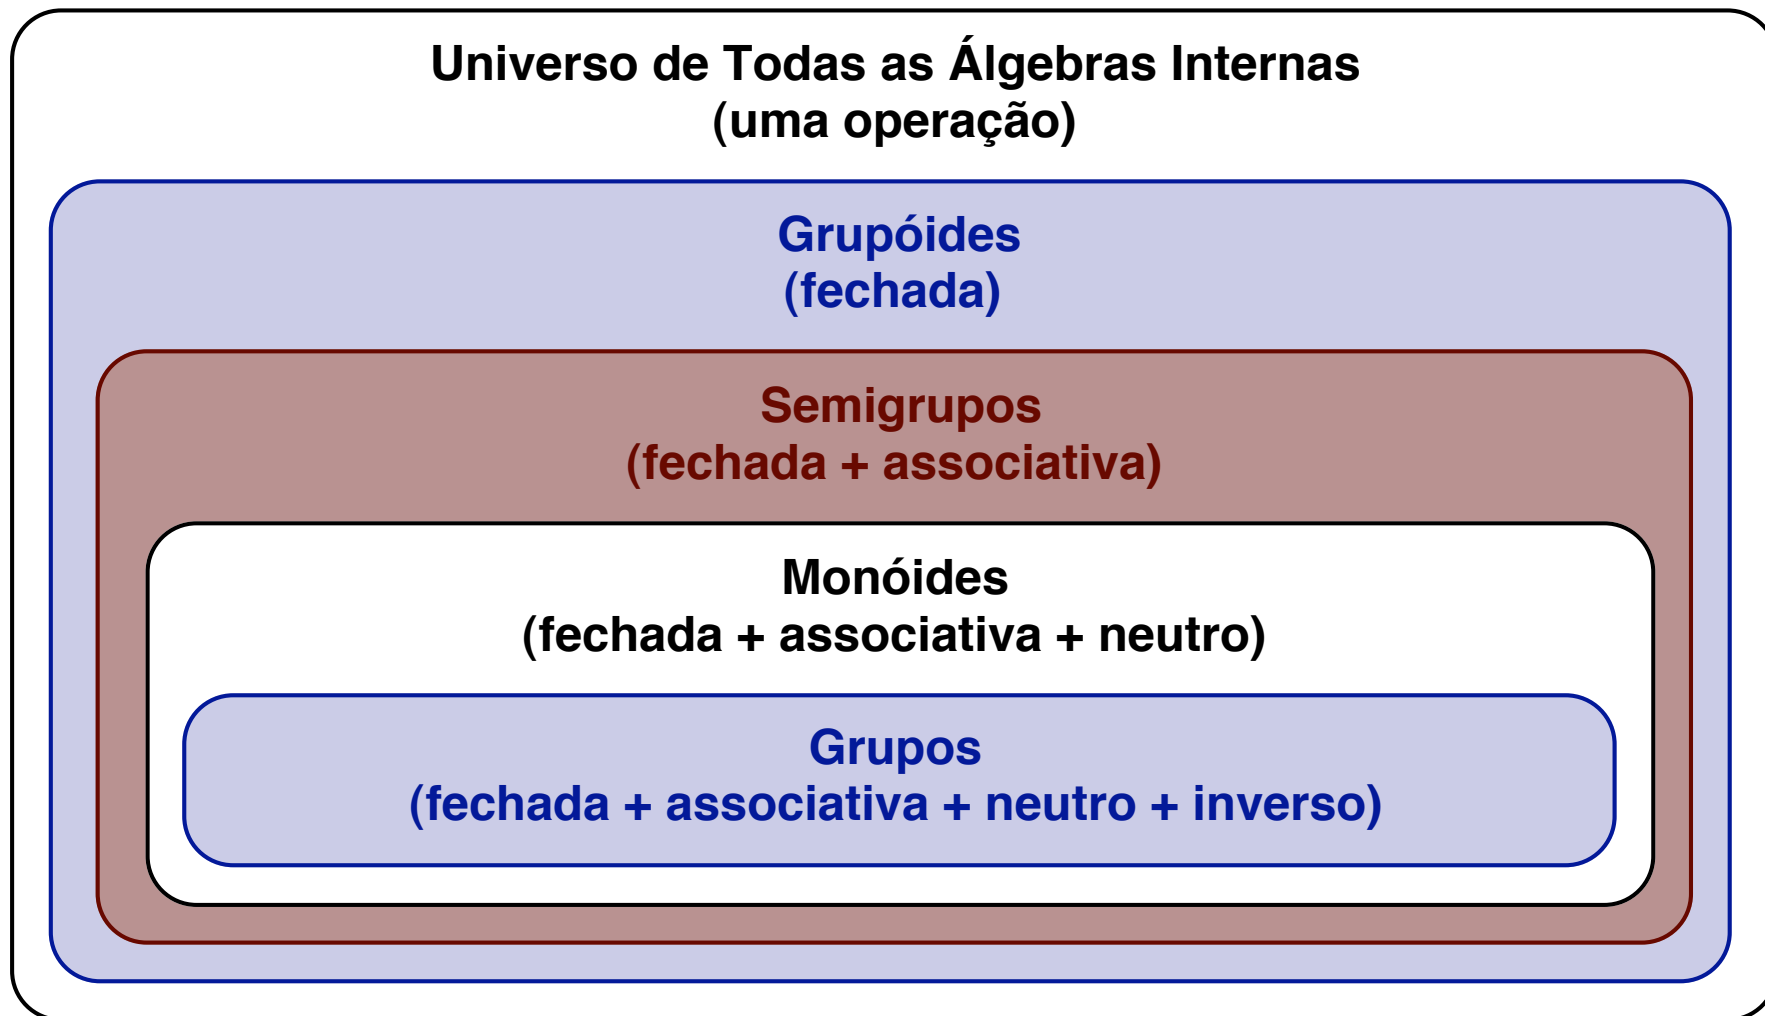 Universo de Todas as Álgebras Internas
(uma operação)
Grupóides
(fechada)
Semigrupos
(fechada + associativa)
Monóides
(fechada + associativa + neutro)
Grupos
(fechada + associativa + neutro + inverso)